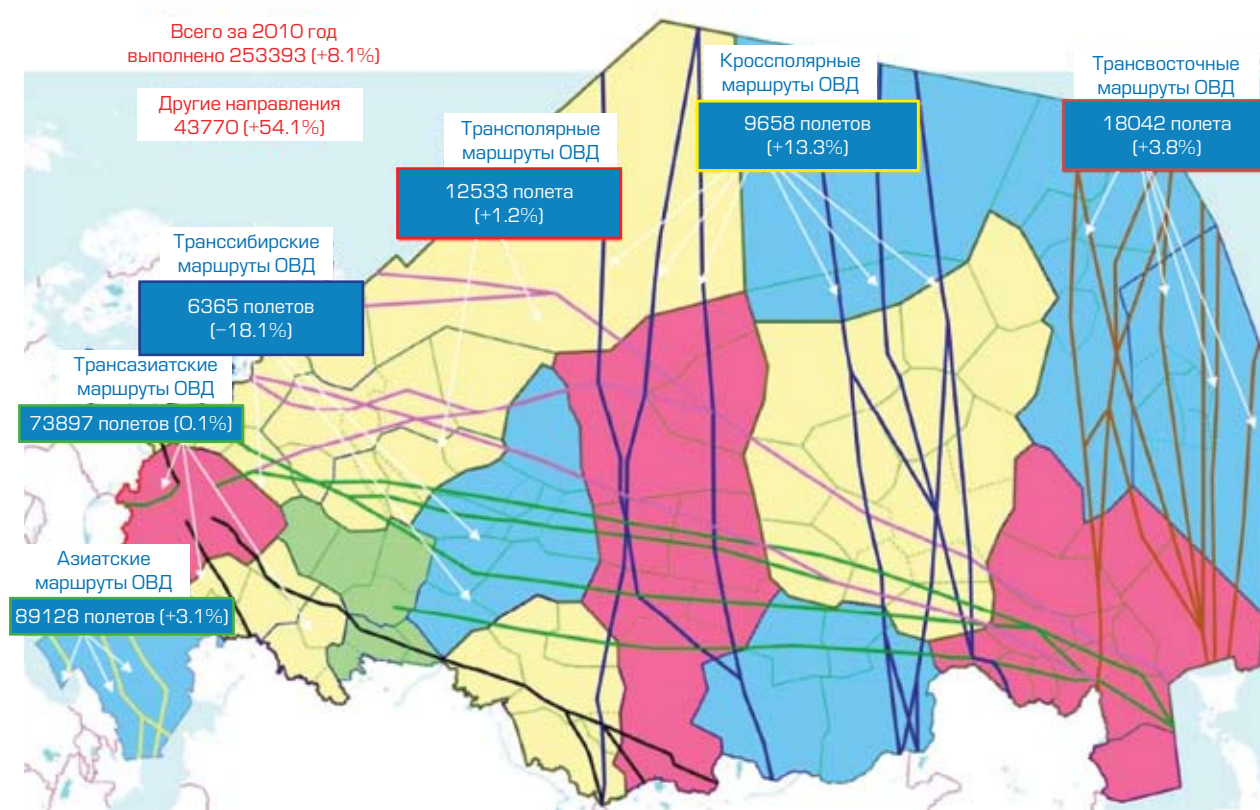 Всего за 2010 год
выполнено 253393 (+8.1%)
Другие направления
43770 (+54.1%)
Кроссполярные
маршруты ОВД
9658 полетов
(+13.3%)
Трансвосточные
маршруты ОВД
18042 полета
(+3.8%)
Трансполярные
маршруты ОВД
12533 полета
(+1.2%)
Транссибирские
маршруты ОВД
6365 полетов
(−18.1%)
Трансазиатские
маршруты ОВД
73897 полетов (0.1%)
Азиатские
маршруты ОВД
89128 полетов (+3.1%)